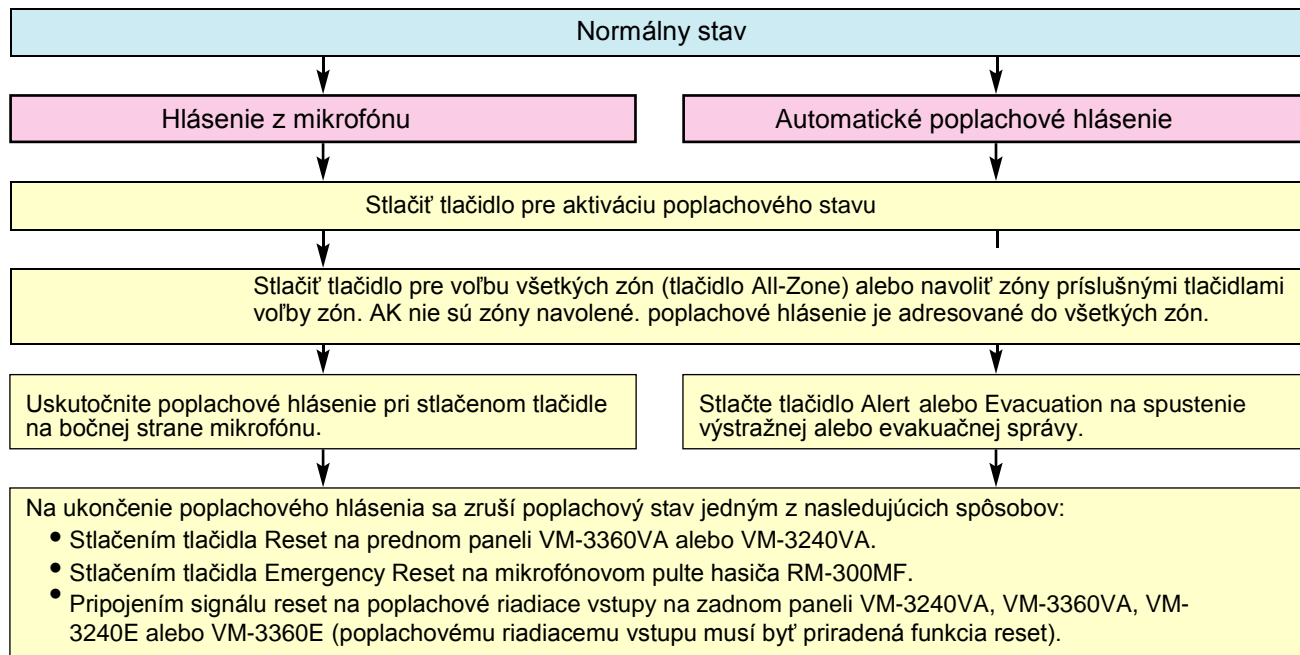 Normálny stav
Hlásenie z mikrofónu
Automatické poplachové hlásenie
Stlačiť tlačidlo pre aktiváciu poplachového stavu
Stlačiť tlačidlo pre voľbu všetkých zón (tlačidlo All-Zone) alebo navoliť zóny príslušnými tlačidlami
voľby zón. AK nie sú zóny navolené. poplachové hlásenie je adresované do všetkých zón.
Uskutočnite poplachové hlásenie pri stlačenom tlačidle
na bočnej strane mikrofónu.
Stlačte tlačidlo Alert alebo Evacuation na spustenie
výstražnej alebo evakuačnej správy.
Na ukončenie poplachového hlásenia sa zruší poplachový stav jedným z nasledujúcich spôsobov:
• Stlačením tlačidla Reset na prednom paneli VM-3360VA alebo VM-3240VA.
• Stlačením tlačidla Emergency Reset na mikrofónovom pulte hasiča RM-300MF.
• Pripojením signálu reset na poplachové riadiace vstupy na zadnom paneli VM-3240VA, VM-3360VA, VM-
3240E alebo VM-3360E (poplachovému riadiacemu vstupu musí byť priradená funkcia reset).